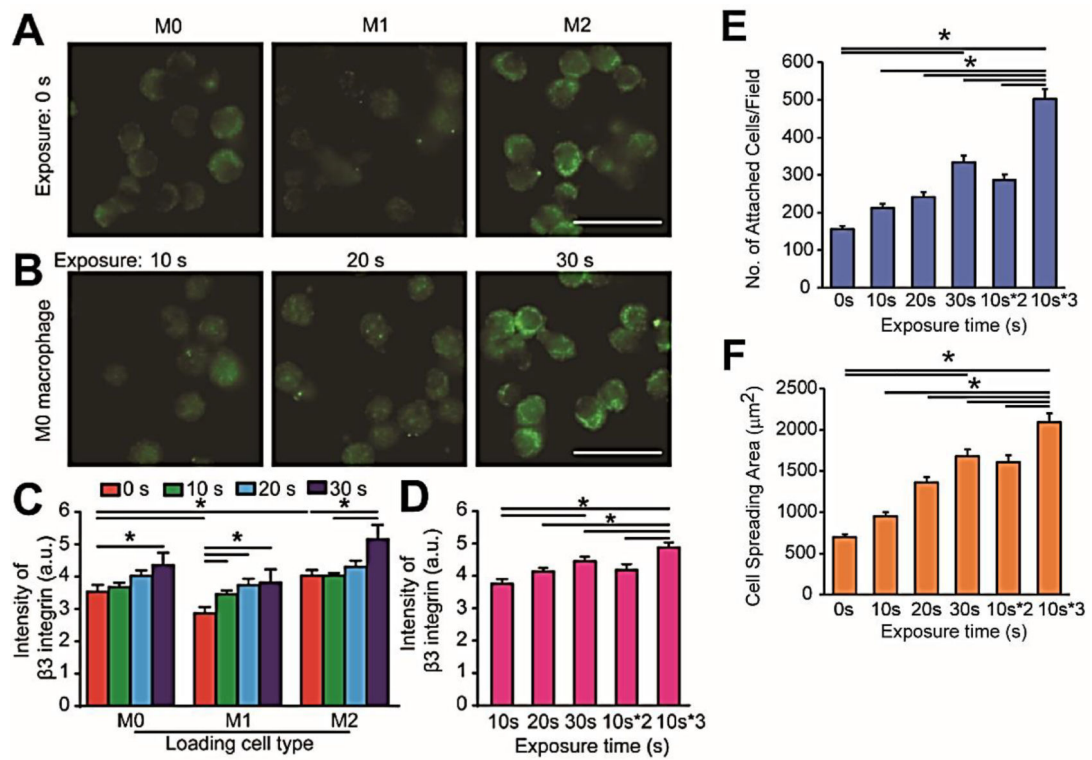 A
M0
M1
M2
Exposure: 0 s
B
Exposure: 10 s
20 s
30 s
M0 macrophage
C
0 s
10 s
20 s
30 s
*
*
*
*
6
5
4
3
2
1
0
Intensity of
β3 integrin (a.u.)
M0
M1
M2
Loading cell type
D
*
*
6
5
4
3
2
1
0
Intensity of
β3 integrin (a.u.)
10s
20s
30s
10s*2
10s*3
Exposure time (s)
E
*
*
600
500
400
300
200
100
No. of Attached Cells/Field
0s
10s
20s
30s
10s*2
10s*3
Exposure time (s)
F
*
*
2500
2000
1500
1000
500
0
Cell Spreading Area (μm²)
0s
10s
20s
30s
10s*2
10s*3
Exposure time (s)